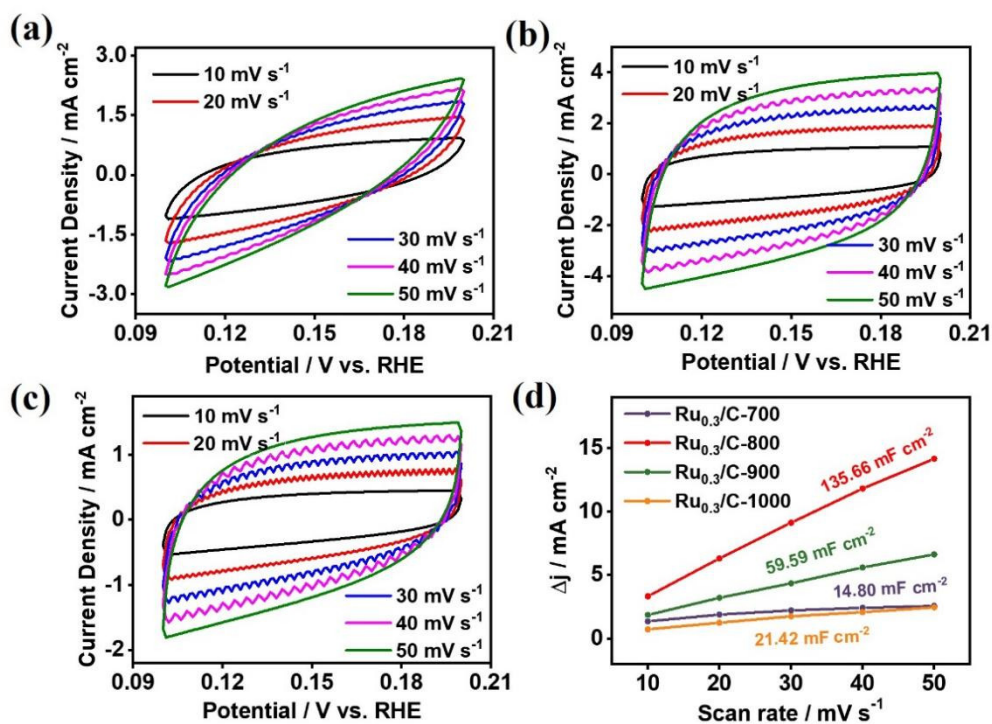 (a)
3.0
1.5
0.0
-1.5
-3.0
Current Density / mA cm⁻²
10 mV s⁻¹
20 mV s⁻¹
30 mV s⁻¹
40 mV s⁻¹
50 mV s⁻¹
0.09 0.12 0.15 0.18 0.21
Potential / V vs. RHE
(b)
4
2
0
-2
-4
Current Density / mA cm⁻²
10 mV s⁻¹
20 mV s⁻¹
30 mV s⁻¹
40 mV s⁻¹
50 mV s⁻¹
0.09 0.12 0.15 0.18 0.21
Potential / V vs. RHE
(c)
1
0
-1
-2
Current Density / mA cm⁻²
10 mV s⁻¹
20 mV s⁻¹
30 mV s⁻¹
40 mV s⁻¹
50 mV s⁻¹
0.09 0.12 0.15 0.18 0.21
Potential / V vs. RHE
(d)
15
10
5
0
Δj / mA cm⁻²
Ru₀.₃/C-700
Ru₀.₃/C-800
Ru₀.₃/C-900
Ru₀.₃/C-1000
135.66 mF cm⁻²
59.59 mF cm⁻²
14.80 mF cm⁻²
21.42 mF cm⁻²
10 20 30 40 50
Scan rate / mV s⁻¹